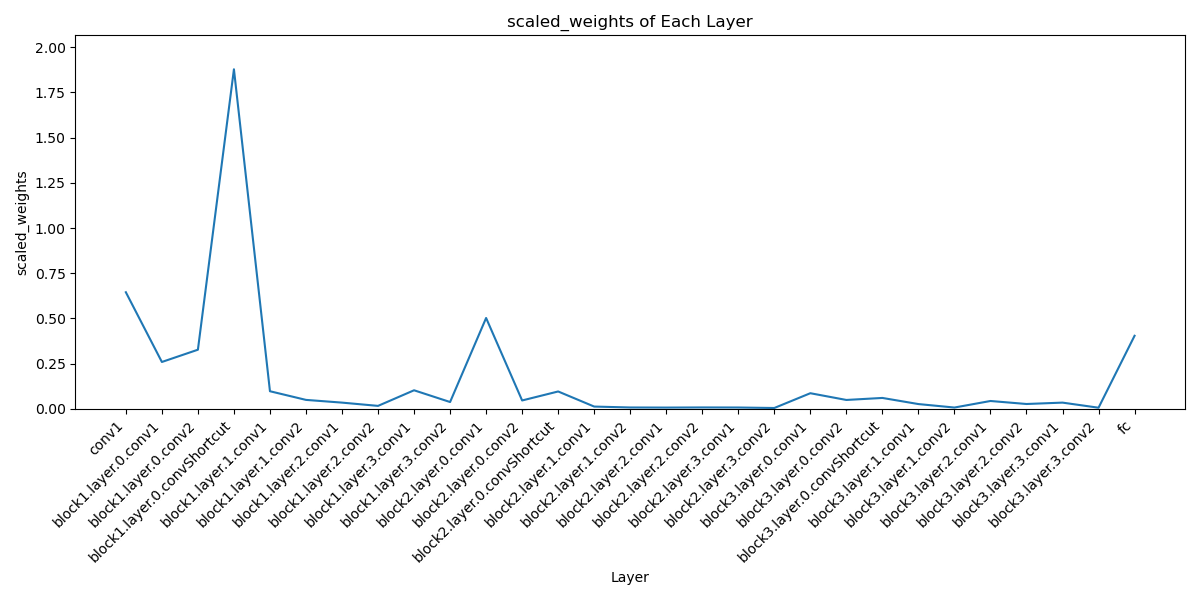 scaled_weights of Each Layer
scaled_weights
2.00
1.75
1.50
1.25
1.00
0.75
0.50
0.25
0.00
conv1
block1.layer.0.conv1
block1.layer.0.conv2
block1.layer.0.convShortcut
block1.layer.1.conv1
block1.layer.1.conv2
block1.layer.2.conv1
block1.layer.2.conv2
block1.layer.3.conv1
block1.layer.3.conv2
block2.layer.0.conv1
block2.layer.0.conv2
block2.layer.0.convShortcut
block2.layer.1.conv1
block2.layer.1.conv2
block2.layer.2.conv1
block2.layer.2.conv2
block2.layer.3.conv1
block2.layer.3.conv2
block3.layer.0.conv1
block3.layer.0.conv2
block3.layer.0.convShortcut
block3.layer.1.conv1
block3.layer.1.conv2
block3.layer.2.conv1
block3.layer.2.conv2
block3.layer.3.conv1
block3.layer.3.conv2
fc
Layer